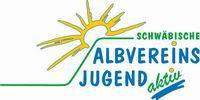 SCHWÄBISCHE
ALBVEREINS
JUGEND
aktiv